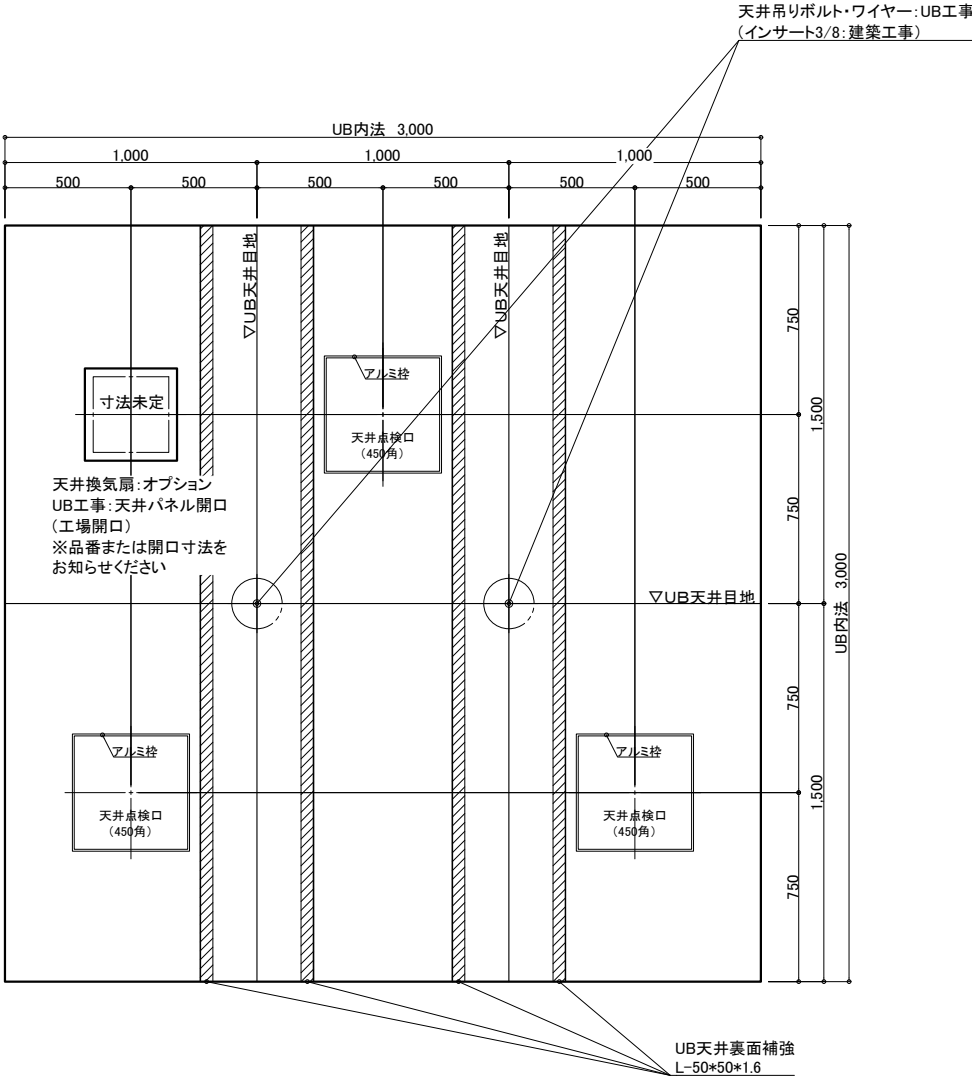 天井吊りボルト・ワイヤー:UB工事
(インサート3/8:建築工事)
UB内法 3,000
1,000
1,000
1,000
500
500
500
500
500
500
▽UB天井目地
▽UB天井目地
アルミ枠
天井点検口
(450角)
寸法未定
天井換気扇:オプション
UB工事:天井パネル開口
(工場開口)
※品番または開口寸法を
お知らせください
▽UB天井目地
750
750
750
750
1,500
1,500
UB内法 3,000
アルミ枠
天井点検口
(450角)
アルミ枠
天井点検口
(450角)
UB天井裏面補強
L-50*50*1.6